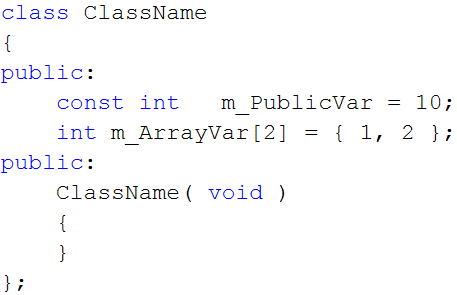 class ClassName
{
public:
    const int   m_PublicVar = 10;
    int m_ArrayVar[2] = { 1, 2 };
public:
    ClassName( void )
    {
    }
};